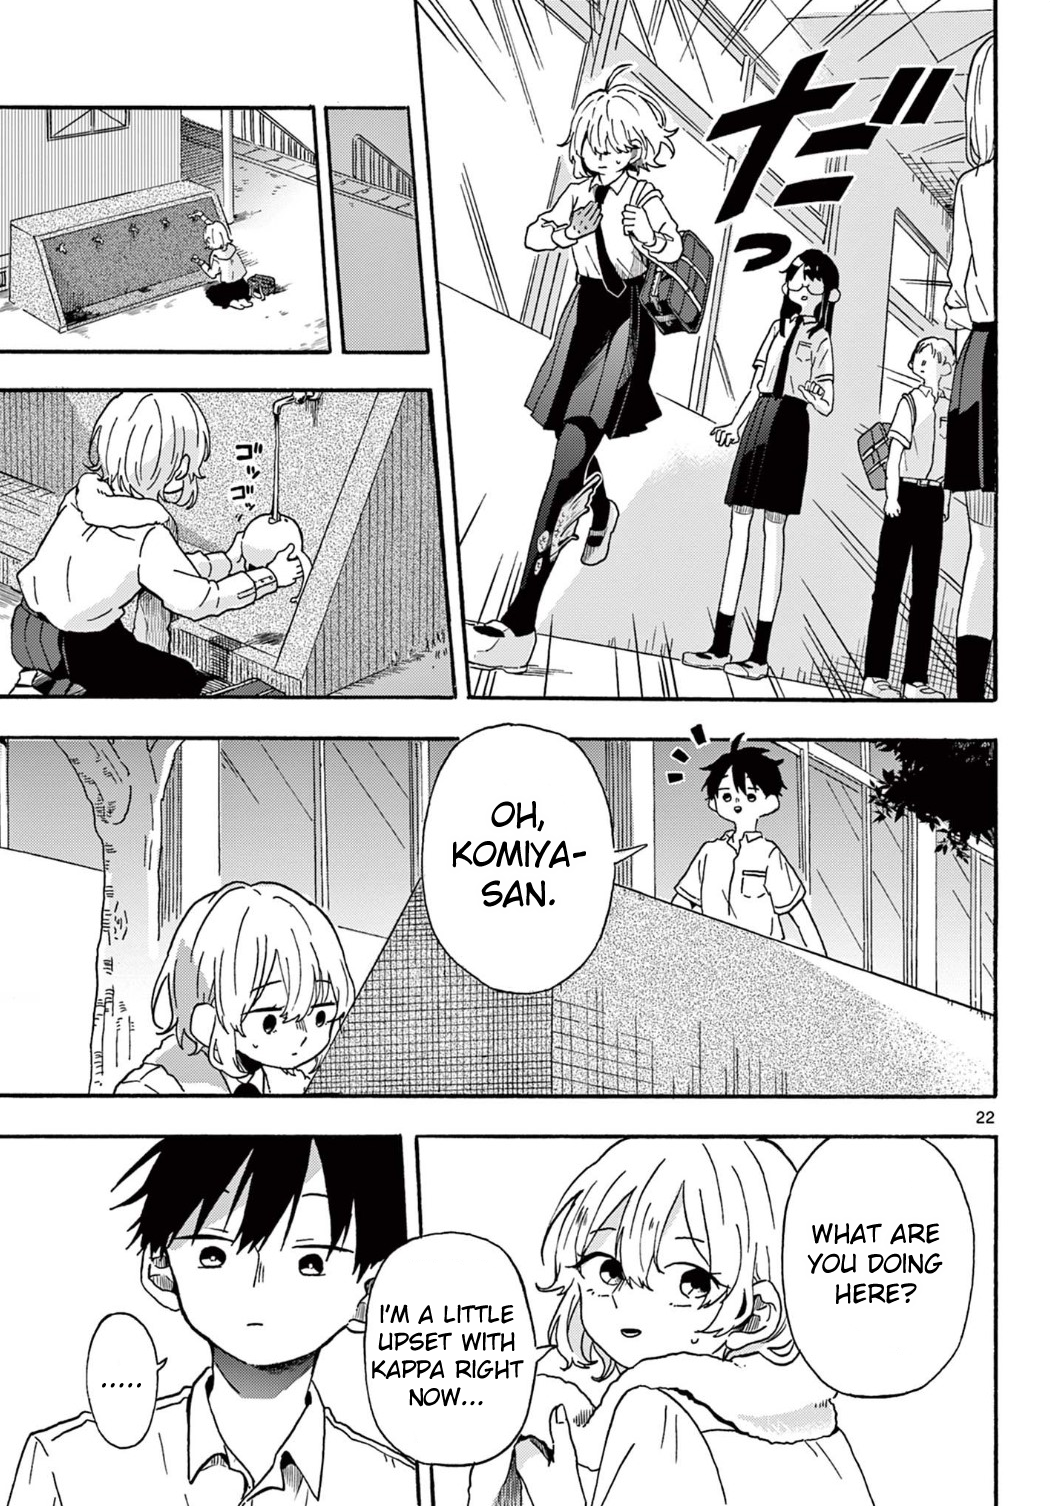 ダッ
ゴッ
ゴッ
OH,
KOMIYA-
SAN.
22
WHAT ARE
YOU DOING
HERE?
I'M A LITTLE
UPSET WITH
KAPPA RIGHT
NOW...
.....